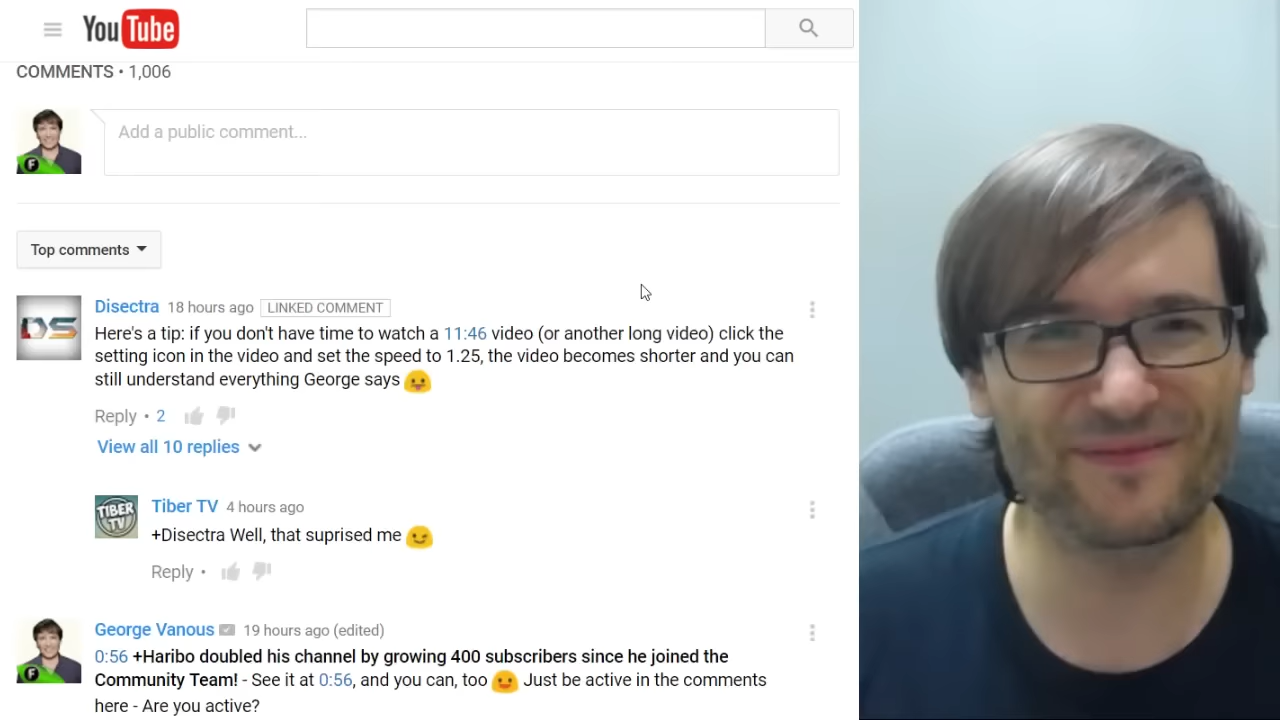 YouTube
COMMENTS • 1,006
Add a public comment...
Top comments
Disectra 18 hours ago LINKED COMMENT
Here's a tip: if you don't have time to watch a 11:46 video (or another long video) click the
setting icon in the video and set the speed to 1.25, the video becomes shorter and you can
still understand everything George says
Reply • 2
View all 10 replies
DS
TIBER TV
Tiber TV 4 hours ago
+Disectra Well, that suprised me
Reply •
George Vanous 19 hours ago (edited)
0:56 +Haribo doubled his channel by growing 400 subscribers since he joined the
Community Team! - See it at 0:56, and you can, too Just be active in the comments
here - Are you active?